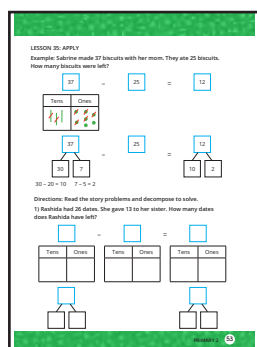 LESSON 35: APPLY
Example: Sabrine made 37 biscuits with her mom. They ate 25 biscuits.
How many biscuits were left?
37 – 25 = 12
Tens Ones
37 – 25 = 12
30 7 10 2
30 – 20 = 10 7 – 5 = 2
Directions: Read the story problems and decompose to solve.
1) Rashida had 26 dates. She gave 13 to her sister. How many dates
does Rashida have left?
– =
Tens Ones Tens Ones Tens Ones
PRIMARY 2 53